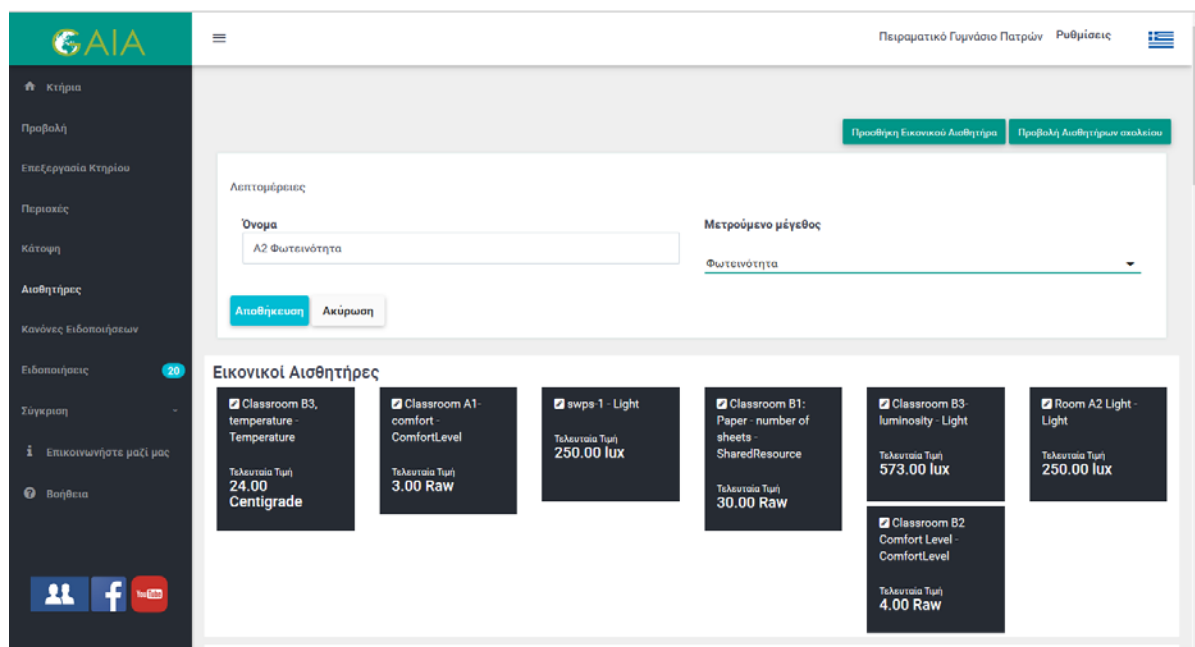 GAIA
Πειραματικό Γυμνάσιο Πατρών Ρυθμίσεις
Κτήρια
Προβολή
Επεξεργασία Κτηρίου
Περιοχές
Κάτοψη
Αισθητήρες
Κανόνες Ειδοποιήσεων
Ειδοποιήσεις 20
Σύγκριση
Επικοινωνήστε μαζί μας
Βοήθεια
You Tube
Προσθήκη Εικονικού Αισθητήρα Προβολή Αισθητήρων σχολείου
Λεπτομέρειες
Όνομα
A2 Φωτεινότητα
Μετρούμενο μέγεθος
Φωτεινότητα
Αποθήκευση Ακύρωση
Εικονικοί Αισθητήρες
Classroom B3,
temperature -
Temperature
Τελευταία Τιμή
24.00
Centigrade
Classroom A1-
comfort -
ComfortLevel
Τελευταία Τιμή
3.00 Raw
swps-1 - Light
Τελευταία Τιμή
250.00 lux
Classroom B1:
Paper - number of
sheets -
SharedResource
Τελευταία Τιμή
30.00 Raw
Classroom B3-
luminosity - Light
Τελευταία Τιμή
573.00 lux
Room A2 Light -
Light
Τελευταία Τιμή
250.00 lux
Classroom B2
Comfort Level -
ComfortLevel
Τελευταία Τιμή
4.00 Raw